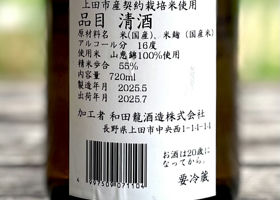 上田市産契約栽培米使用
品目 清酒
原材料名 米(国産)、米麹(国産米)
アルコール分 16度
使用米 山恵錦100%使用
精米歩合 55%
内容量 720ml
製造年月 2025.5
出荷年月 2025.7
加工者 和田龍酒造株式会社
長野県上田市中央西1-14-14
お酒は20歳に
なってから。
要冷蔵
4 997509 071104